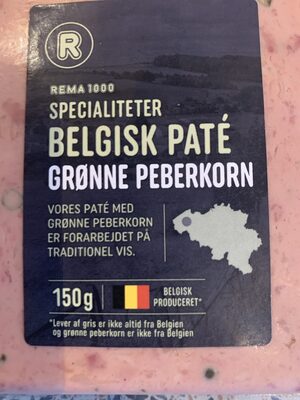 R
REMA 1000
SPECIALITETER
BELGISK PATÉ
GRØNNE PEBERKORN
VORES PATÉ MED
GRØNNE PEBERKORN
ER FORARBEJDET PÅ
TRADITIONEL VIS.
150g
BELGISK
PRODUCERET*
*Lever af gris er ikke altid fra Belgien
og grønne peberkorn er ikke fra Belgien